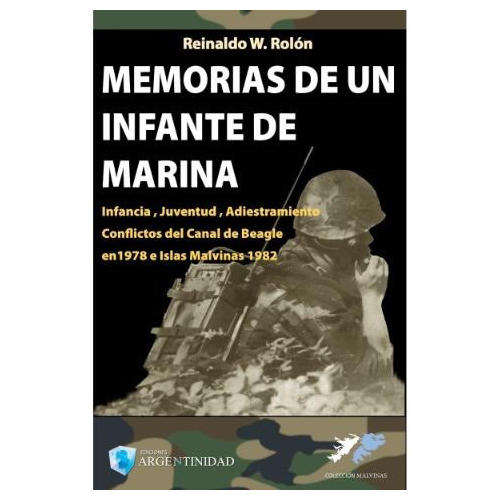 Reinaldo W. Rolón
MEMORIAS DE UN
INFANTE DE
MARINA
Infancia , Juventud , Adiestramiento
Conflictos del Canal de Beagle
en1978 e Islas Malvinas 1982
EDICIONES
ARGENTINIDAD
COLECCION MALVINAS